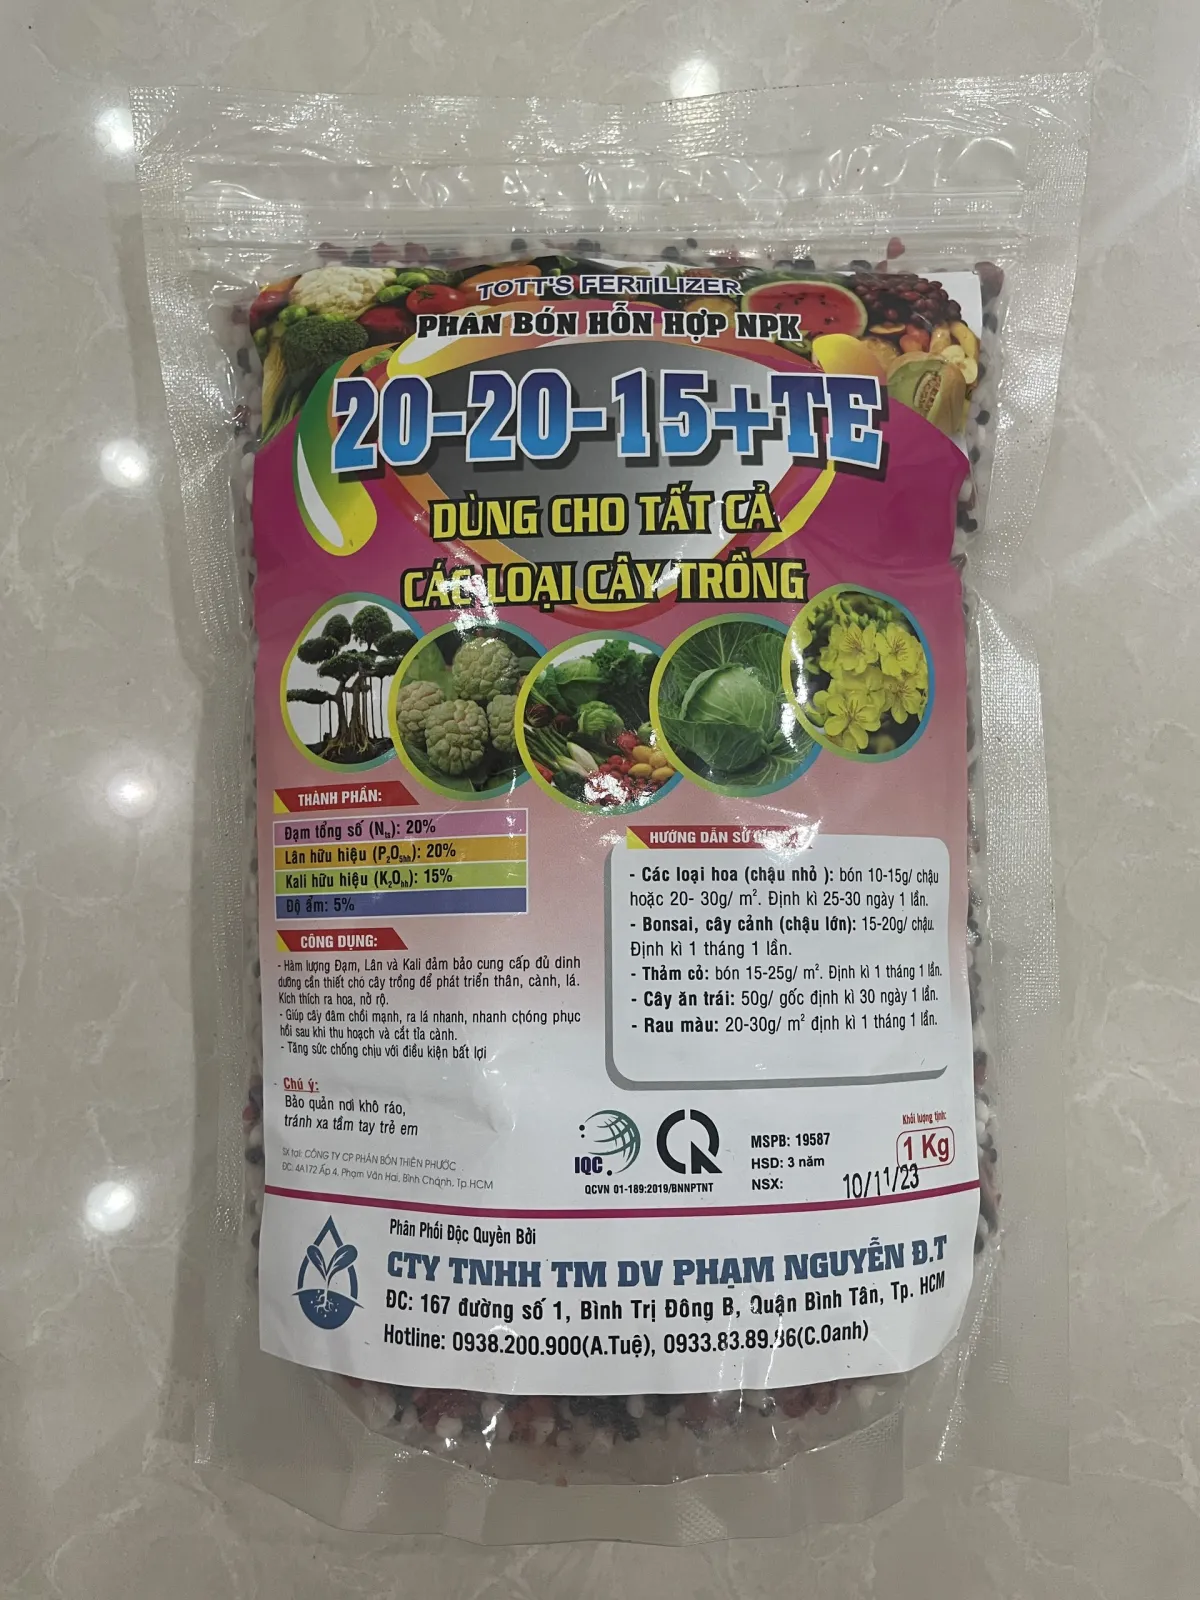 TOTT'S FERTILIZER
PHÂN BÓN HỖN HỢP NPK
20-20-15+TE
DÙNG CHO TẤT CẢ
CÁC LOẠI CÂY TRỒNG
THÀNH PHẦN:
Đạm tổng số (Nts): 20%
Lân hữu hiệu (P2O5hh): 20%
Kali hữu hiệu (K2Ohh): 15%
Độ ẩm: 5%
CÔNG DỤNG:
- Hàm lượng Đạm, Lân và Kali đảm bảo cung cấp đủ dinh
dưỡng cần thiết chó cây trồng để phát triển thân, cành, lá.
Kích thích ra hoa, nở rộ.
- Giúp cây đâm chồi mạnh, ra lá nhanh, nhanh chóng phục
hồi sau khi thu hoạch và cắt tỉa cành.
- Tăng sức chống chịu với điều kiện bất lợi
Chú ý:
Bảo quản nơi khô ráo,
tránh xa tầm tay trẻ em
SX tại: CÔNG TY CP PHÂN BÓN THIÊN PHƯỚC
ĐC: 4A172 Ấp 4, Phạm Văn Hai, Bình Chánh, Tp.HCM
HƯỚNG DẪN SỬ
- Các loại hoa (chậu nhỏ ): bón 10-15g/ chậu
hoặc 20- 30g/ m². Định kì 25-30 ngày 1 lần.
- Bonsai, cây cảnh (chậu lớn): 15-20g/ chậu.
Định kì 1 tháng 1 lần.
- Thảm cỏ: bón 15-25g/ m². Định kì 1 tháng 1 lần.
- Cây ăn trái: 50g/ gốc định kì 30 ngày 1 lần.
- Rau màu: 20-30g/ m² định kì 1 tháng 1 lần.
IQC
QCVN 01-189:2019/BNNPTNT
MSPB: 19587
HSD: 3 năm
NSX: 10/11/23
Khối lượng tịnh:
1 Kg
Phân Phối Độc Quyền Bởi
CTY TNHH TM DV PHẠM NGUYỄN Đ.T
ĐC: 167 đường số 1, Bình Trị Đông B, Quận Bình Tân, Tp. HCM
Hotline: 0938.200.900(A.Tuệ), 0933.83.89.86(C.Oanh)